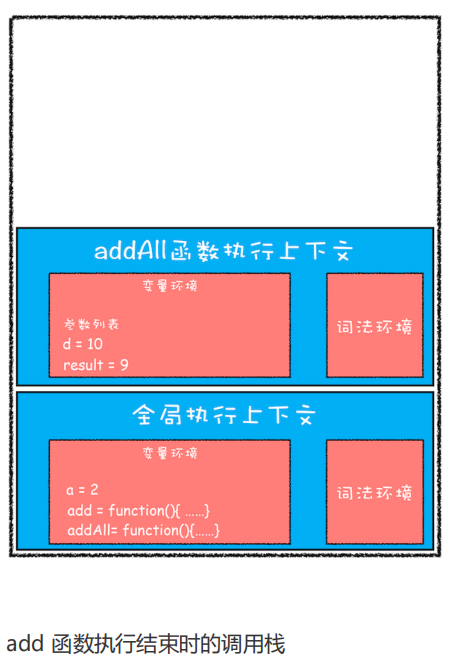 addAll函数执行上下文
变量环境
参数列表
d = 10
result = 9
词法环境
全局执行上下文
变量环境
a = 2
add = function(){ ……}
addAll= function(){……}
词法环境
add 函数执行结束时的调用栈